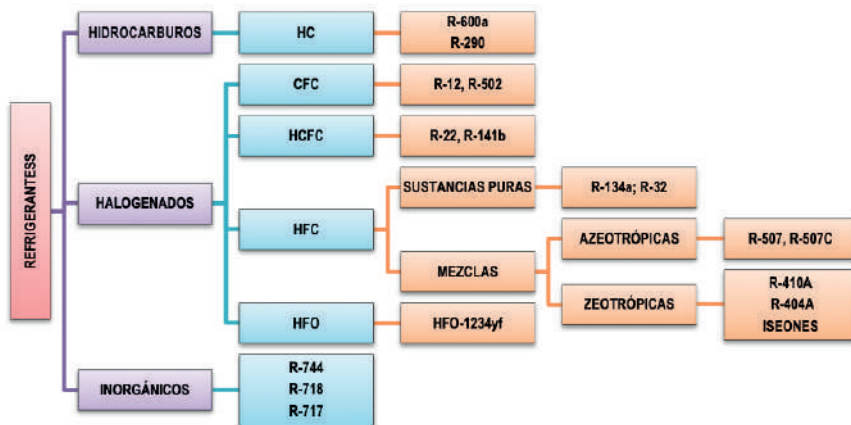 REFRIGERANTESS
HIDROCARBUROS
HC
R-600a
R-290
HALOGENADOS
CFC
R-12, R-502
HCFC
R-22, R-141b
HFC
SUSTANCIAS PURAS
R-134a; R-32
MEZCLAS
AZEOTRÓPICAS
R-507, R-507C
ZEOTRÓPICAS
R-410A
R-404A
ISEONES
HFO
HFO-1234yf
INORGÁNICOS
R-744
R-718
R-717